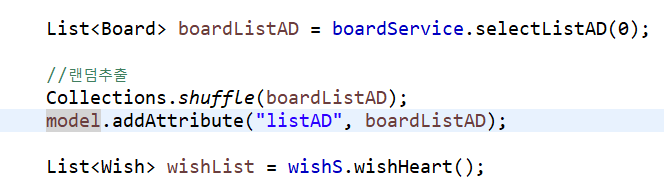 List<Board> boardListAD = boardService.selectListAD(0);
//랜덤추출
Collections.shuffle(boardListAD);
model.addAttribute("listAD", boardListAD);
List<Wish> wishList = wishS.wishHeart();